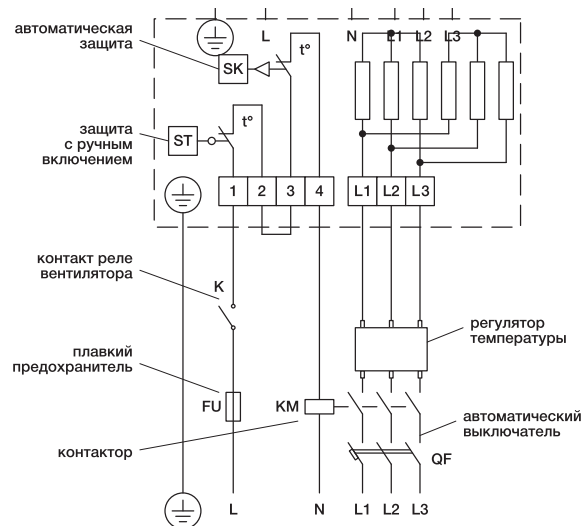 автоматическая
защита
L
N
L1
L2
L3
SK
t°
защита
с ручным
включением
ST
t°
1
2
3
4
L1
L2
L3
контакт реле
вентилятора
K
регулятор
температуры
плавкий
предохранитель
FU
KM
автоматический
выключатель
контактор
QF
L
N
L1
L2
L3